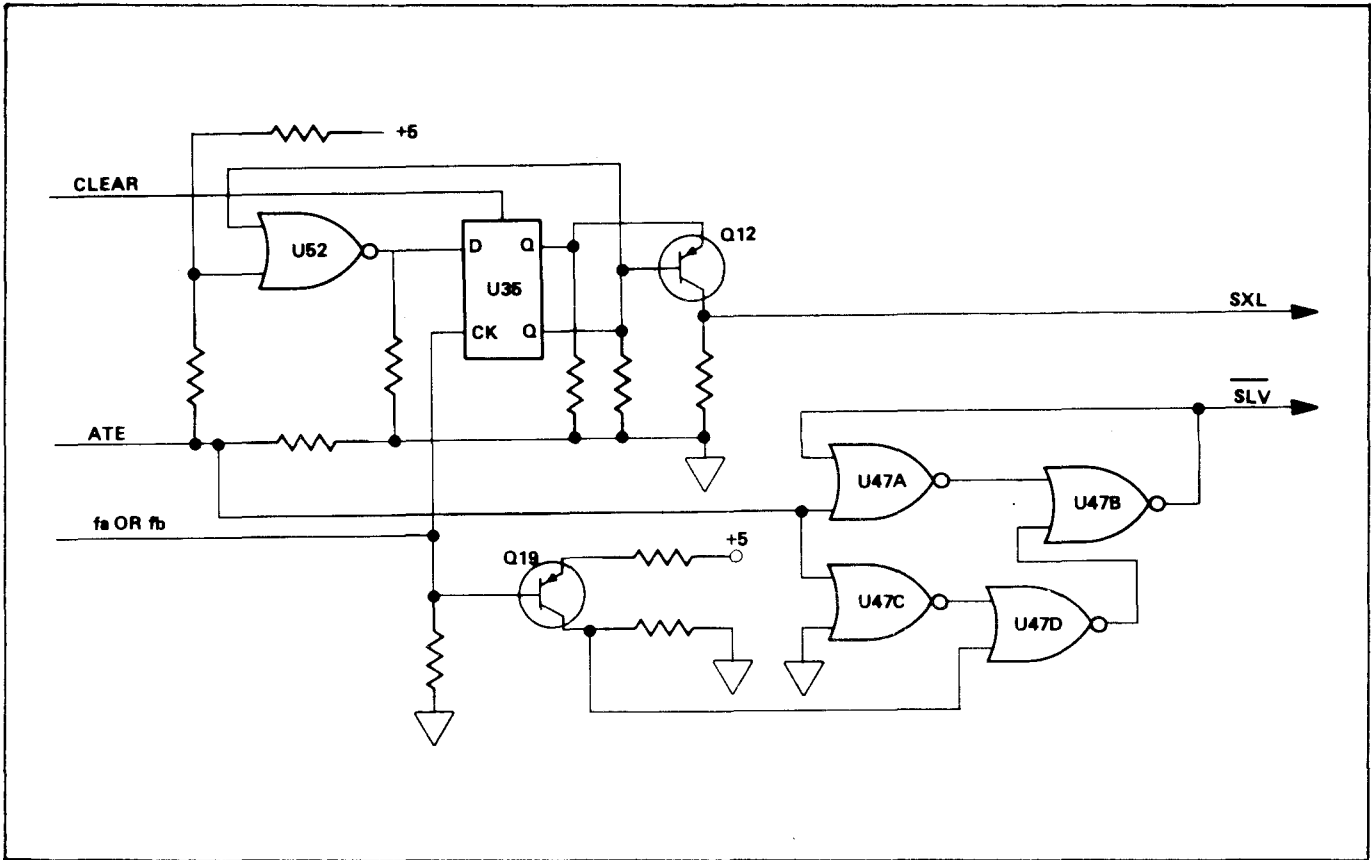 +5
CLEAR
U52
D
Q
U35
CK
Q
Q12
SXL
SLV
ATE
fa OR fb
Q19
+5
U47A
U47B
U47C
U47D